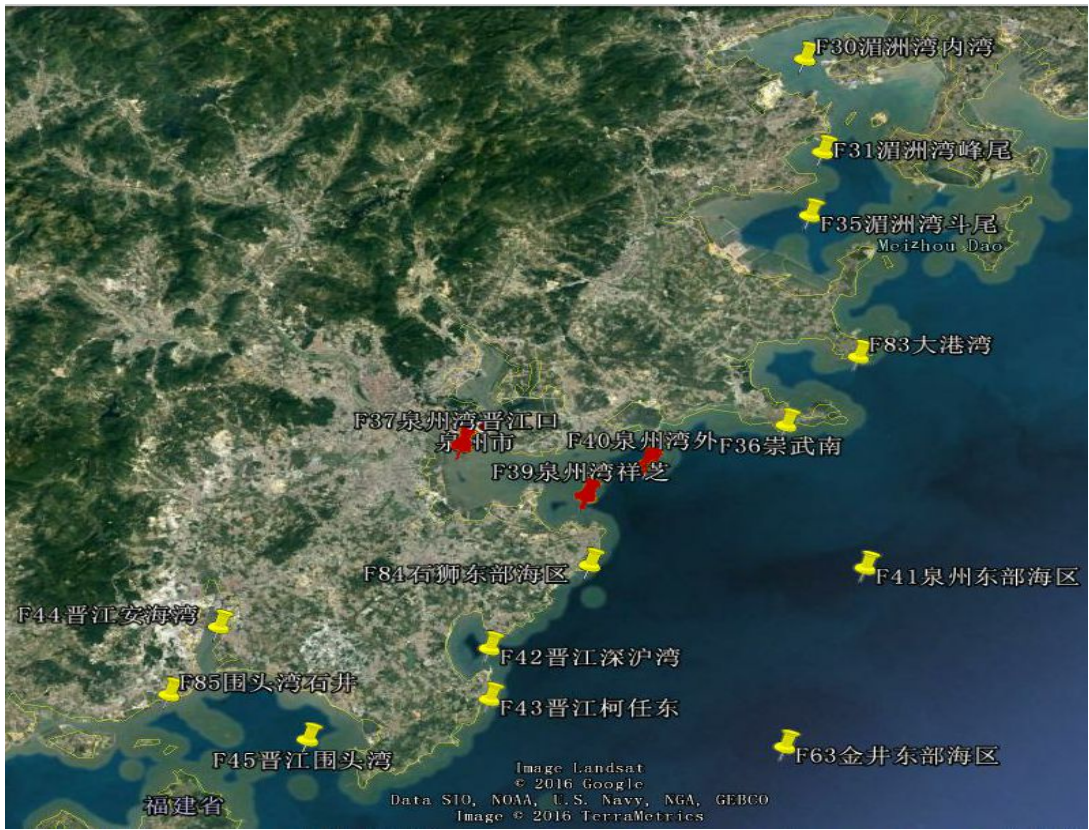 F30湄洲湾内湾
F31湄洲湾峰尾
F35湄洲湾斗尾
Meizhou Dao
F83大港湾
F37泉州湾晋江口
泉州市
F40泉州湾外
F36崇武南
F39泉州湾祥芝
F84石狮东部海区
F41泉州东部海区
F44晋江安海湾
F42晋江深沪湾
F85围头湾石井
F43晋江柯任东
F45晋江围头湾
F63金井东部海区
福建省
Image Landsat
© 2016 Google
Data SIO, NOAA, U.S. Navy, NGA, GEBCO
Image © 2016 TerraMetrics